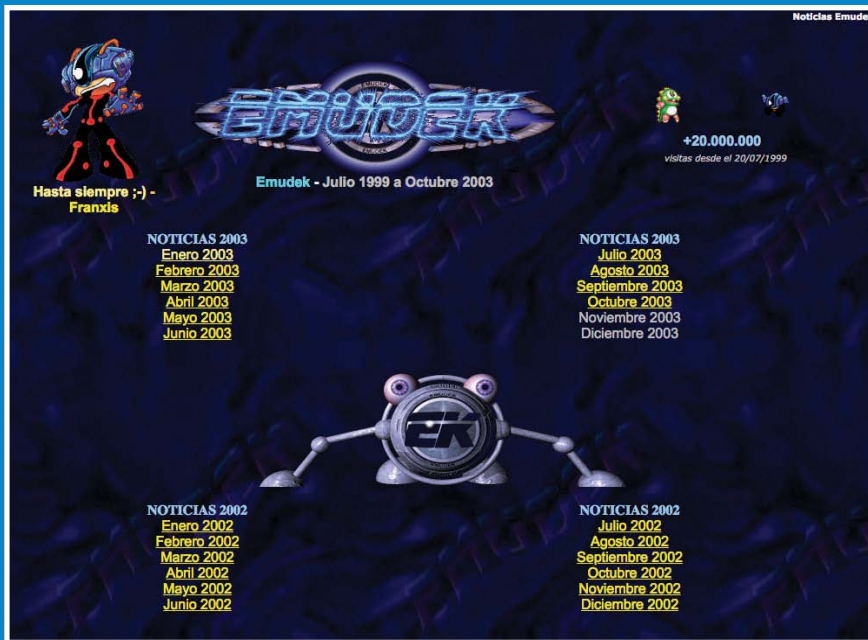 Noticias Emude
EMUDEK
EMUDEK
+20.000.000
visitas desde el 20/07/1999
Hasta siempre ;-) -
Franxis
Emudek - Julio 1999 a Octubre 2003
NOTICIAS 2003
Enero 2003
Febrero 2003
Marzo 2003
Abril 2003
Mayo 2003
Junio 2003
NOTICIAS 2003
Julio 2003
Agosto 2003
Septiembre 2003
Octubre 2003
Noviembre 2003
Diciembre 2003
EK
NOTICIAS 2002
Enero 2002
Febrero 2002
Marzo 2002
Abril 2002
Mayo 2002
Junio 2002
NOTICIAS 2002
Julio 2002
Agosto 2002
Septiembre 2002
Octubre 2002
Noviembre 2002
Diciembre 2002